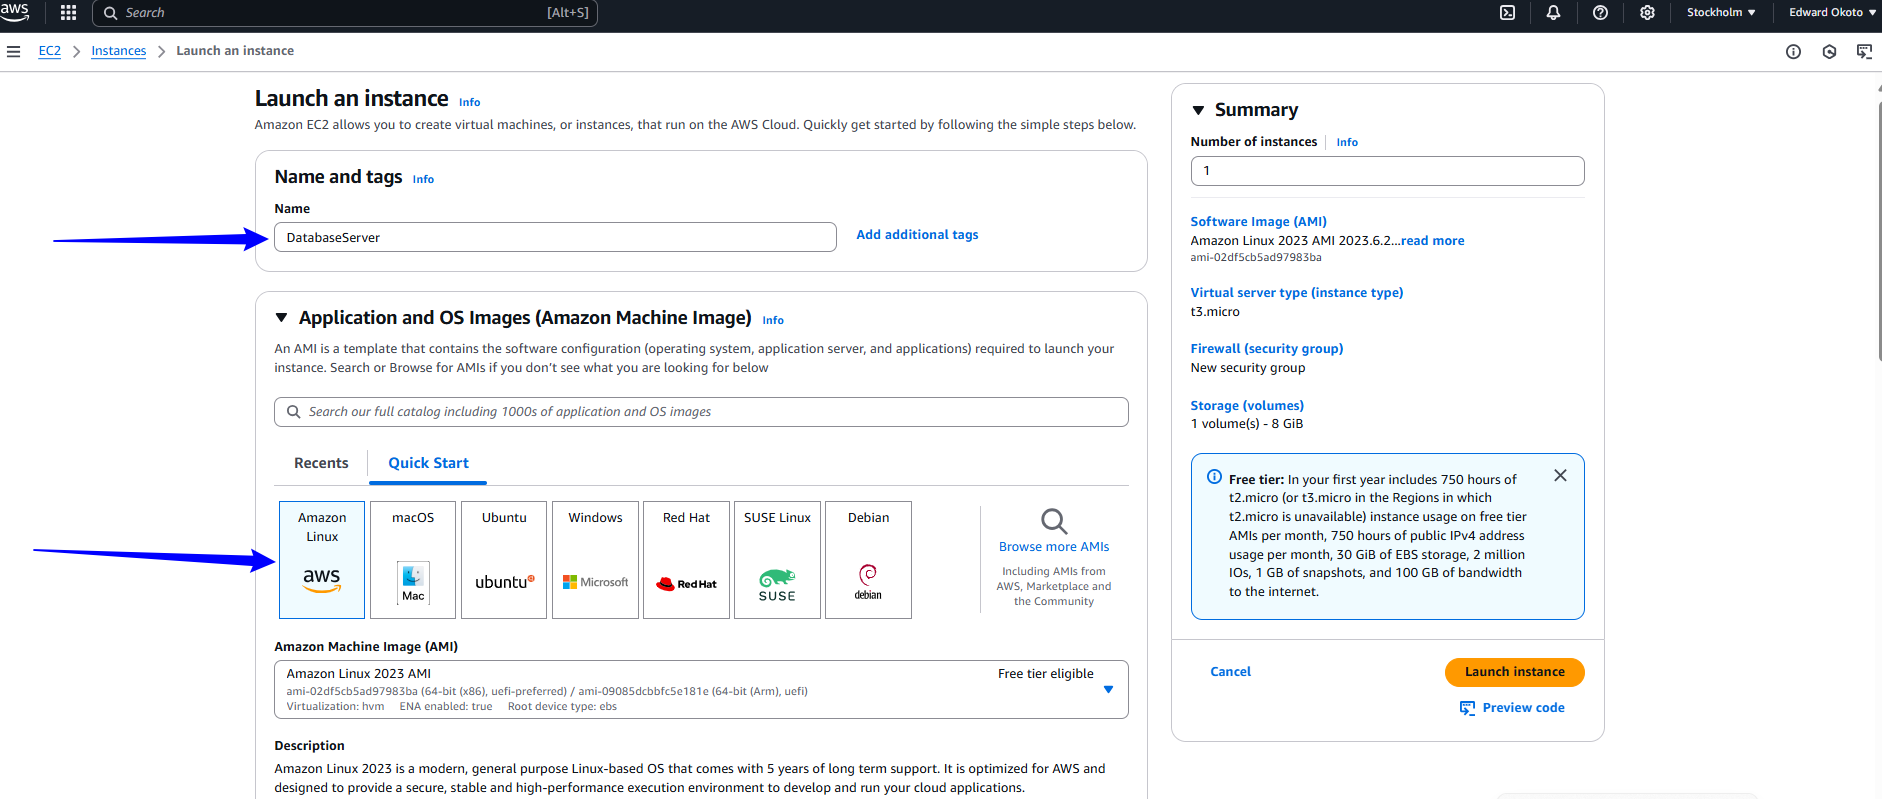 aws
Search
[Alt+S]
Stockholm
Edward Okoto
EC2
Instances
Launch an instance
Launch an instance Info
Amazon EC2 allows you to create virtual machines, or instances, that run on the AWS Cloud. Quickly get started by following the simple steps below.
Name and tags Info
Name
DatabaseServer
Add additional tags
Application and OS Images (Amazon Machine Image) Info
An AMI is a template that contains the software configuration (operating system, application server, and applications) required to launch your
instance. Search or Browse for AMIs if you don't see what you are looking for below
Search our full catalog including 1000s of application and OS images
Recents
Quick Start
Amazon
Linux
aws
macOS
Mac
Ubuntu
ubuntu
Windows
Microsoft
Red Hat
Red Hat
SUSE Linux
SUSE
Debian
debian
Browse more AMIs
Including AMIs from
AWS, Marketplace and
the Community
Amazon Machine Image (AMI)
Amazon Linux 2023 AMI
Free tier eligible
ami-02df5cb5ad97983ba (64-bit (x86), uefi-preferred) / ami-09085dcbbfc5e181e (64-bit (Arm), uefi)
Virtualization: hvm ENA enabled: true Root device type: ebs
Description
Amazon Linux 2023 is a modern, general purpose Linux-based OS that comes with 5 years of long term support. It is optimized for AWS and
designed to provide a secure, stable and high-performance execution environment to develop and run your cloud applications.
Summary
Number of instances Info
1
Software Image (AMI)
Amazon Linux 2023 AMI 2023.6.2...read more
ami-02df5cb5ad97983ba
Virtual server type (instance type)
t3.micro
Firewall (security group)
New security group
Storage (volumes)
1 volume(s) - 8 GiB
Free tier: In your first year includes 750 hours of
t2.micro (or t3.micro in the Regions in which
t2.micro is unavailable) instance usage on free tier
AMIs per month, 750 hours of public IPv4 address
usage per month, 30 GiB of EBS storage, 2 million
IOs, 1 GB of snapshots, and 100 GB of bandwidth
to the internet.
Cancel
Launch instance
Preview code